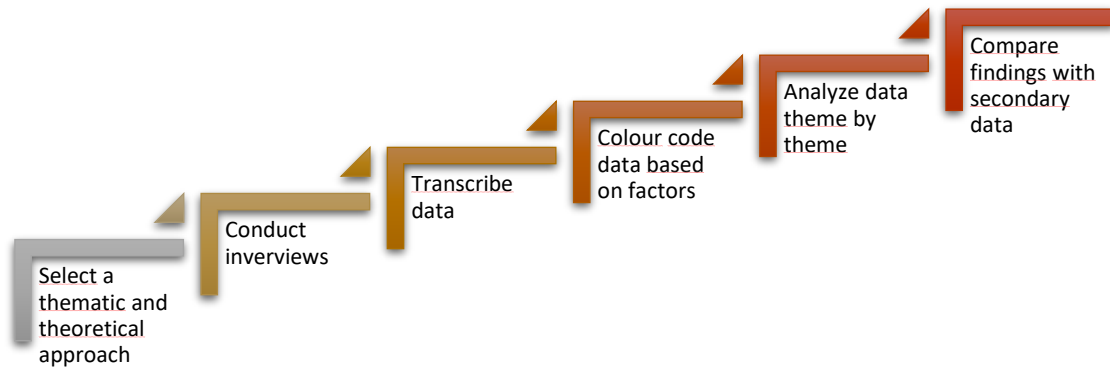 Select a
thematic and
theoretical
approach
Conduct
inverviews
Transcribe
data
Colour code
data based
on factors
Analyze data
theme by
theme
Compare
findings with
secondary
data